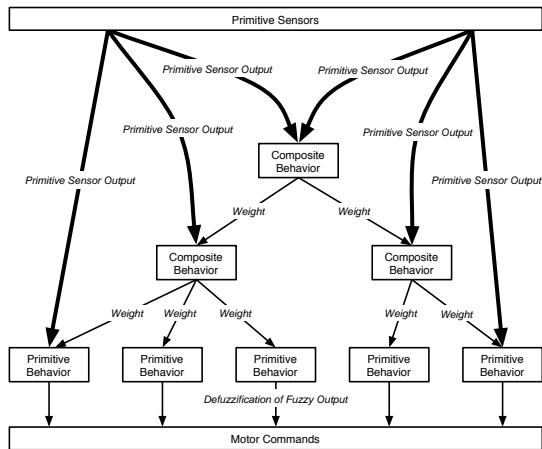 Primitive Sensors
Primitive Sensor Output
Primitive Sensor Output
Primitive Sensor Output
Primitive Sensor Output
Composite
Behavior
Primitive Sensor Output
Primitive Sensor Output
Weight
Weight
Composite
Behavior
Composite
Behavior
Weight
Weight
Weight
Weight
Weight
Primitive
Behavior
Primitive
Behavior
Primitive
Behavior
Primitive
Behavior
Primitive
Behavior
Defuzzification of Fuzzy Output
Motor Commands